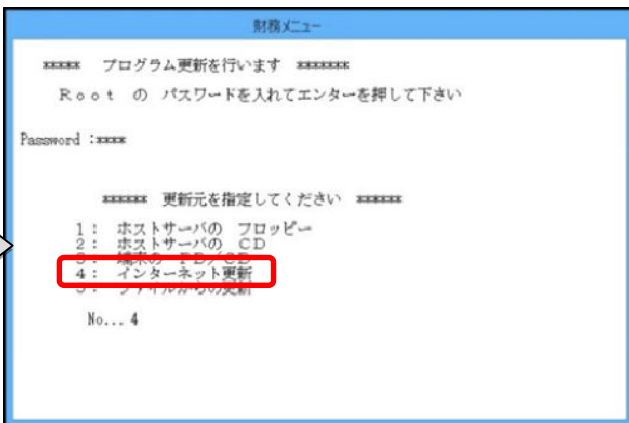 財務メニュー
***** プログラム更新を行います *******
Root の パスワードを入れてエンターを押して下さい
Password :****
****** 更新元を指定してください ******
1: ホストサーバの フロッピー
2: ホストサーバの CD
3: 端末の FD/CD
4: インターネット更新
5: ファイルからの更新
No... 4